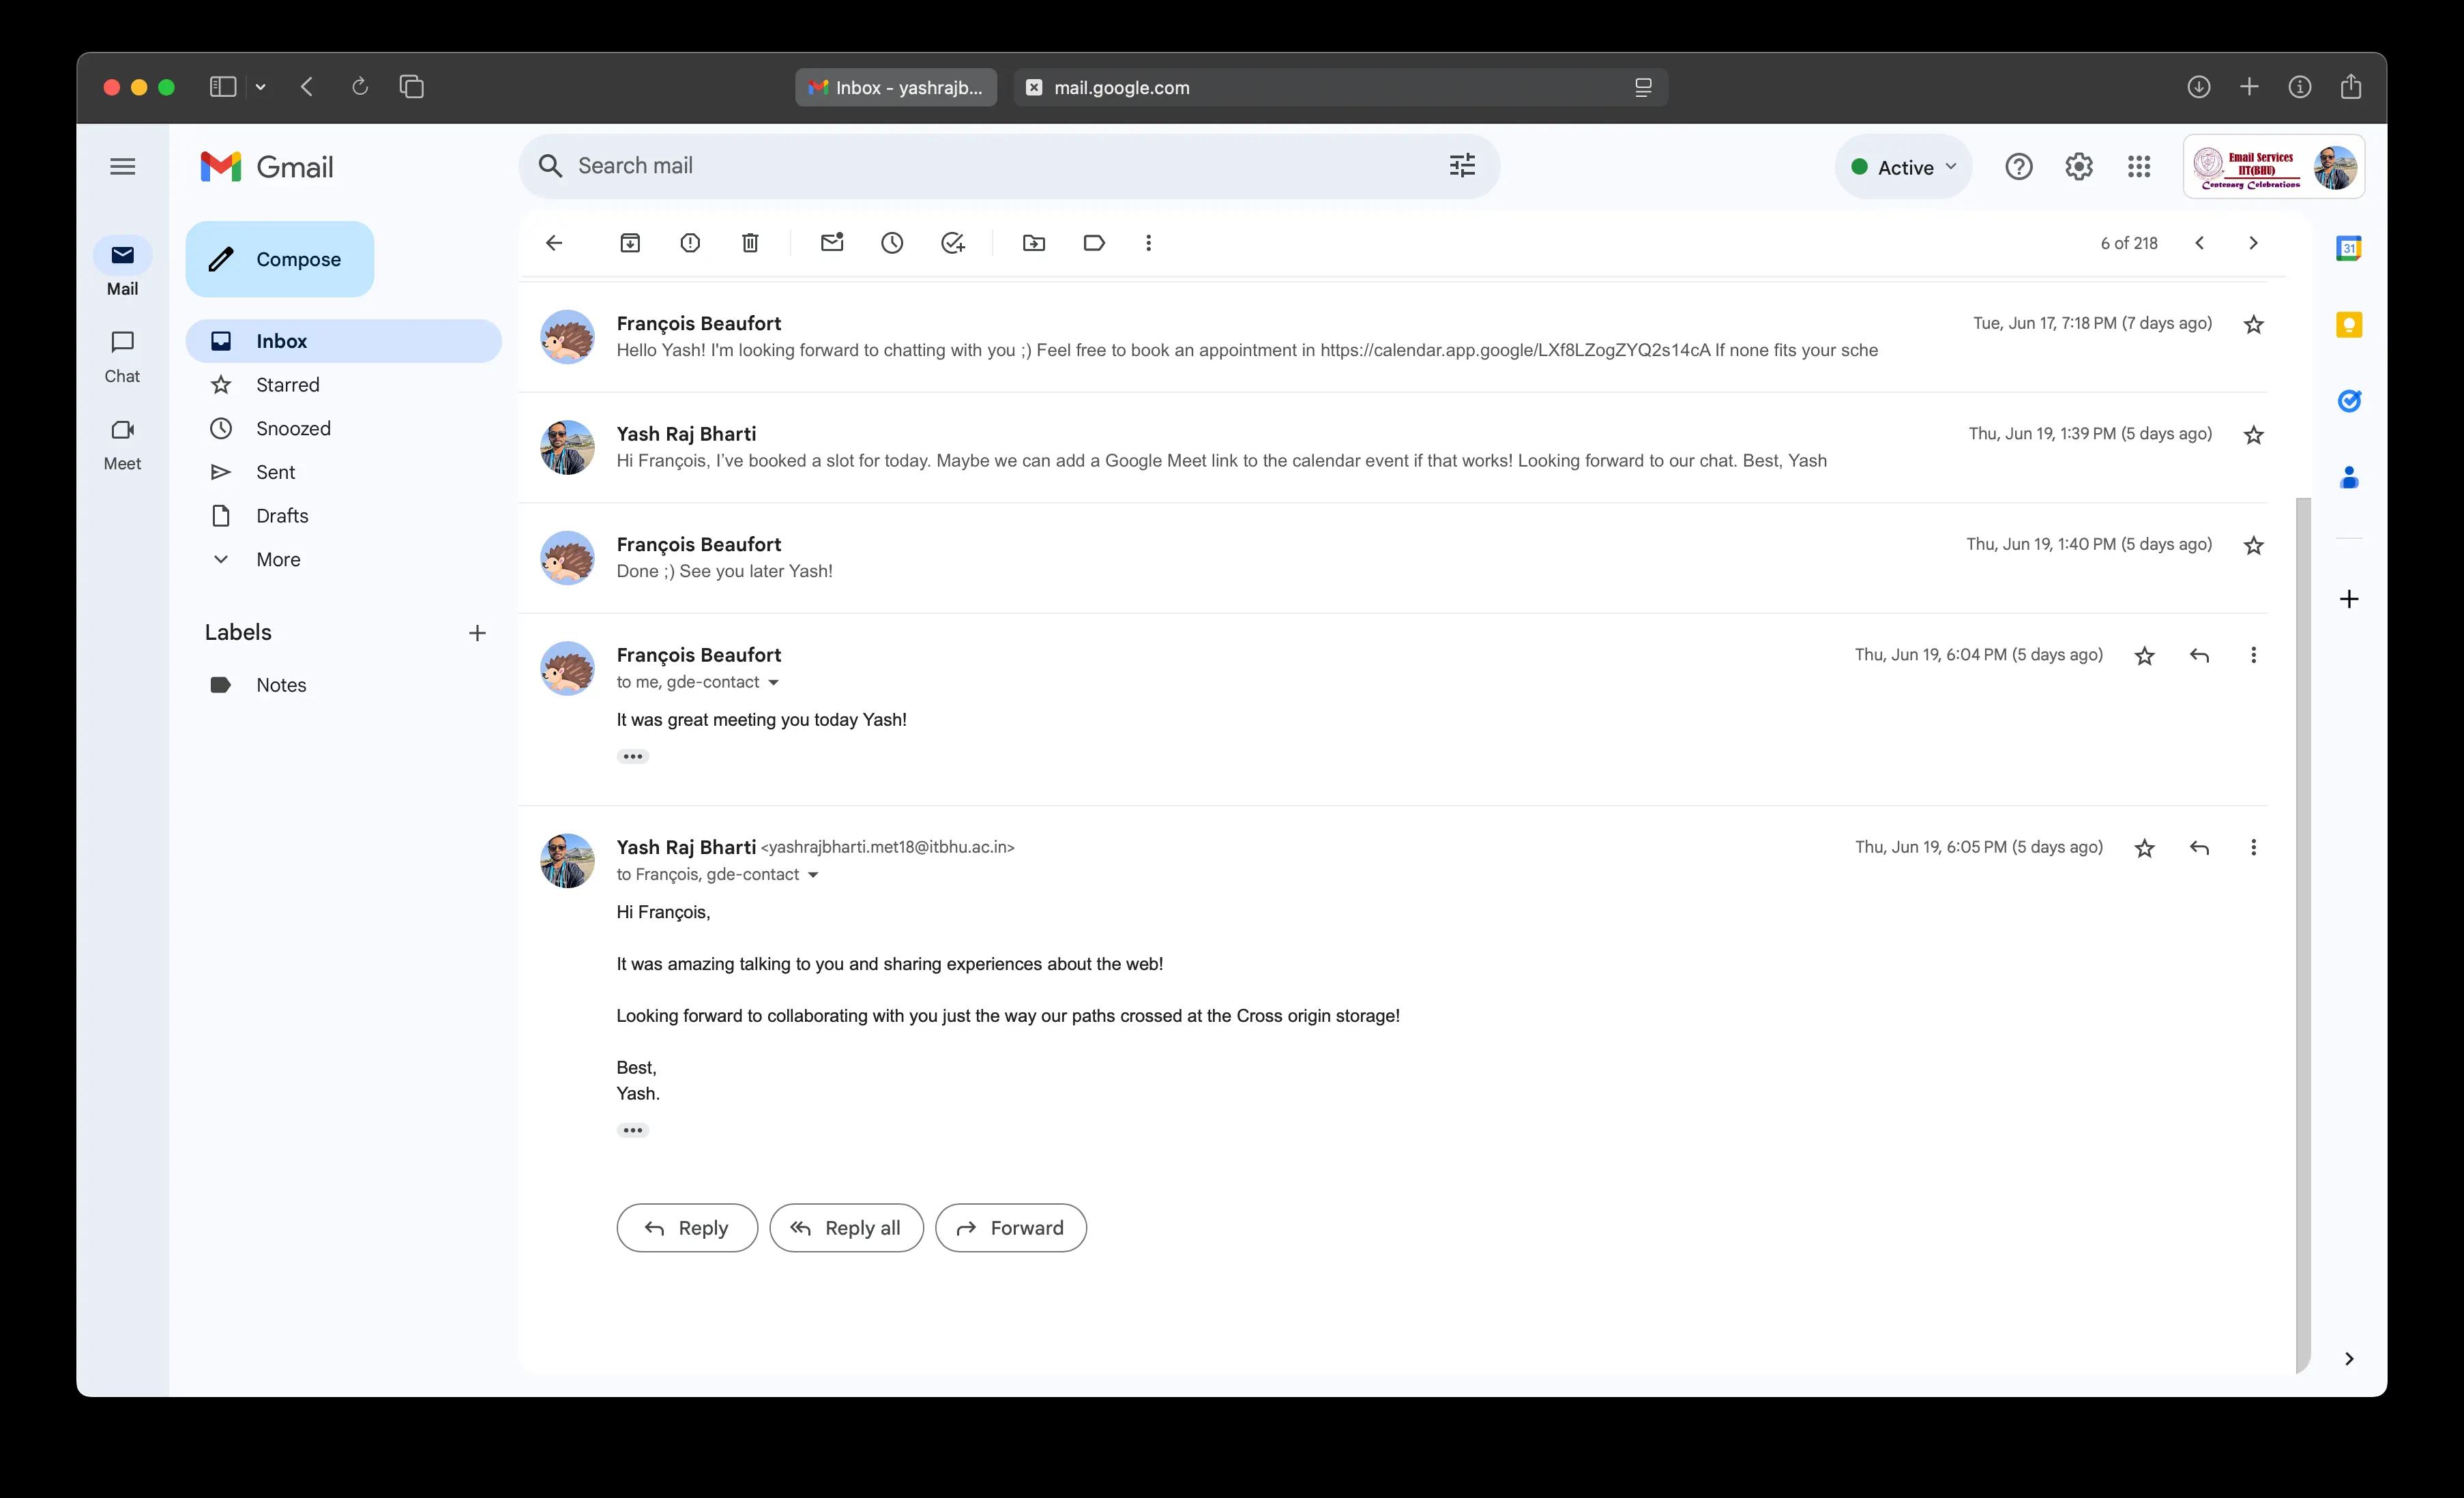 Inbox - yashrajb...
mail.google.com
Gmail
Search mail
Active
Email Services
IIT(BHU)
Centenary Celebrations
Mail
Chat
Meet
Compose
Inbox
Starred
Snoozed
Sent
Drafts
More
Labels
Notes
6 of 218
31
François Beaufort
Tue, Jun 17, 7:18 PM (7 days ago)
Hello Yash! I'm looking forward to chatting with you ;) Feel free to book an appointment in https://calendar.app.google/LXf8LZogZYQ2s14cA If none fits your sche
Yash Raj Bharti
Thu, Jun 19, 1:39 PM (5 days ago)
Hi François, I've booked a slot for today. Maybe we can add a Google Meet link to the calendar event if that works! Looking forward to our chat. Best, Yash
François Beaufort
Thu, Jun 19, 1:40 PM (5 days ago)
Done ;) See you later Yash!
François Beaufort
Thu, Jun 19, 6:04 PM (5 days ago)
to me, gde-contact
It was great meeting you today Yash!
Yash Raj Bharti <yashrajbharti.met18@itbhu.ac.in>
Thu, Jun 19, 6:05 PM (5 days ago)
to François, gde-contact
Hi François,
It was amazing talking to you and sharing experiences about the web!
Looking forward to collaborating with you just the way our paths crossed at the Cross origin storage!
Best,
Yash.
Reply
Reply all
Forward